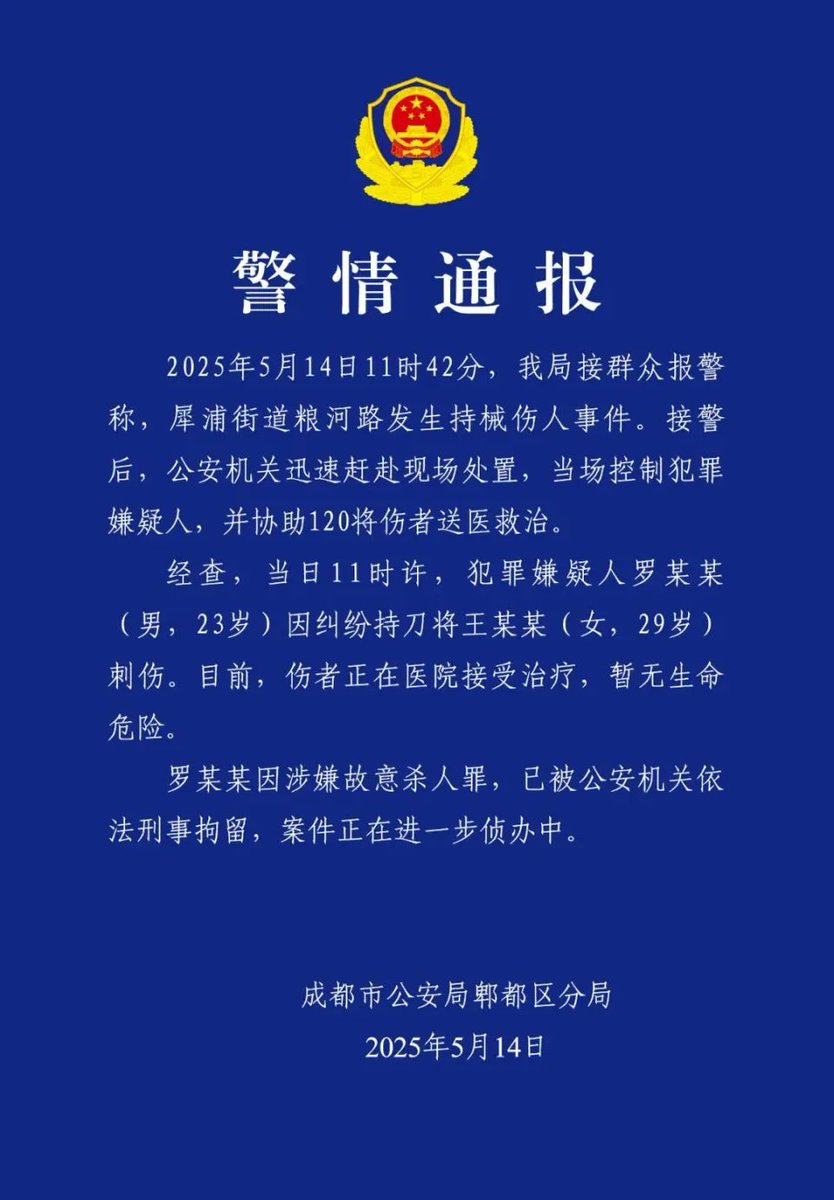 警情通报
2025年5月14日11时42分，我局接群众报警
称，犀浦街道粮河路发生持械伤人事件。接警
后，公安机关迅速赶赴现场处置，当场控制犯罪
嫌疑人，并协助120将伤者送医救治。
经查，当日11时许，犯罪嫌疑人罗某某
（男，23岁）因纠纷持刀将王某某（女，29岁）
刺伤。目前，伤者正在医院接受治疗，暂无生命
危险。
罗某某因涉嫌故意杀人罪，已被公安机关依
法刑事拘留，案件正在进一步侦办中。
成都市公安局郫都区分局
2025年5月14日